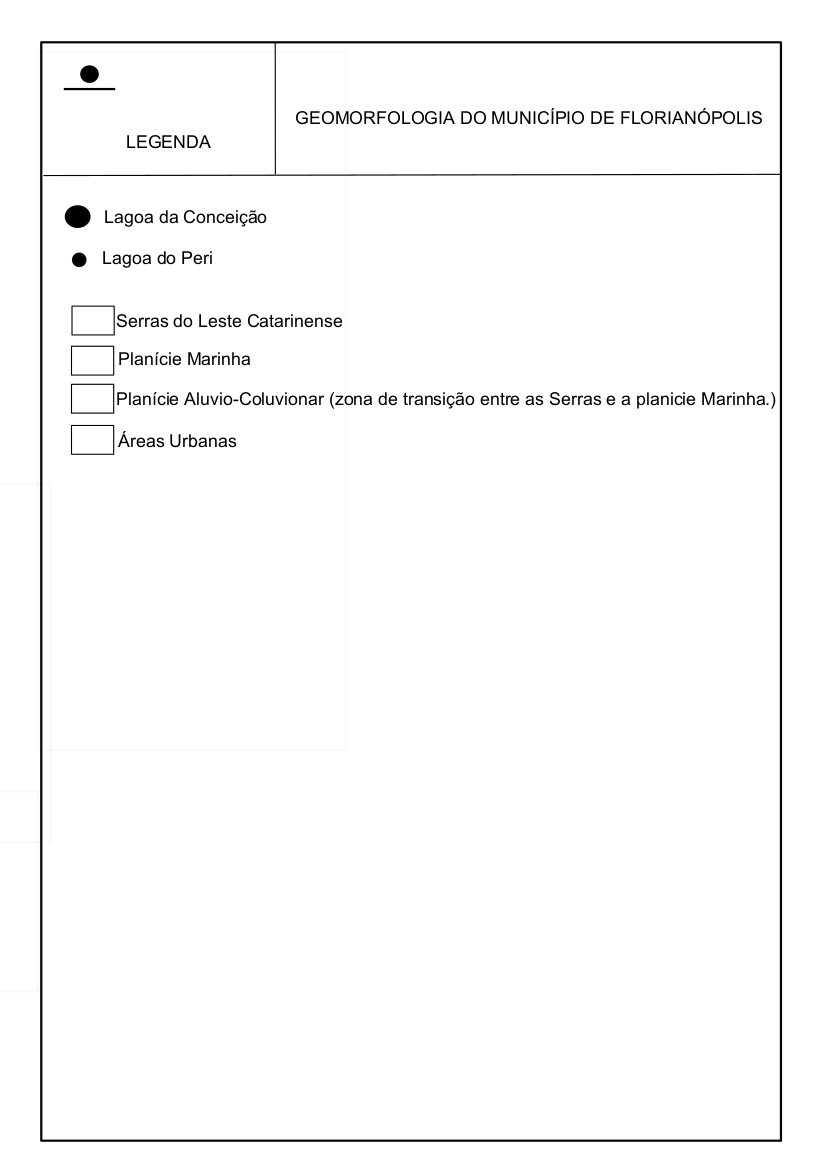 LEGENDA
GEOMORFOLOGIA DO MUNICÍPIO DE FLORIANÓPOLIS
Lagoa da Conceição
Lagoa do Peri
Serras do Leste Catarinense
Planície Marinha
Planície Aluvio-Coluvionar (zona de transição entre as Serras e a planicie Marinha.)
Áreas Urbanas